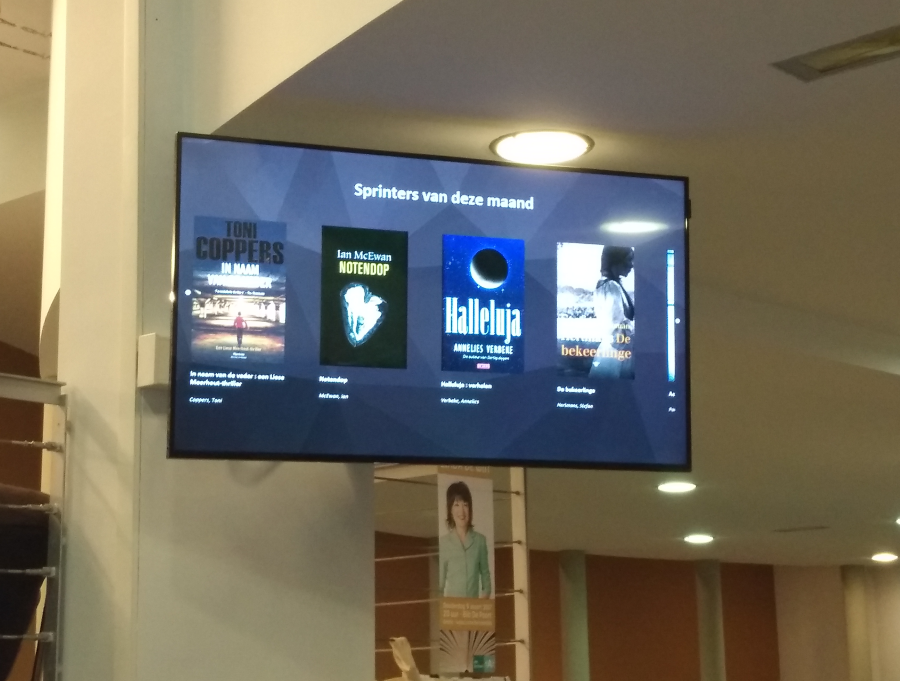 Sprinters van deze maand
TONI
COPPERS
IN NAAM
Ian McEwan
NOTENDOP
Halleluja
ANNELIES VERBEKE
De bekeerlinge
In naam van de vader : een Liese
Meerhout-thriller
Coppers, Toni
Notendop
McEwan, Ian
Halleluja : verhalen
Verbeke, Annelies
De bekeerlinge
Hertmans, Stefan
As